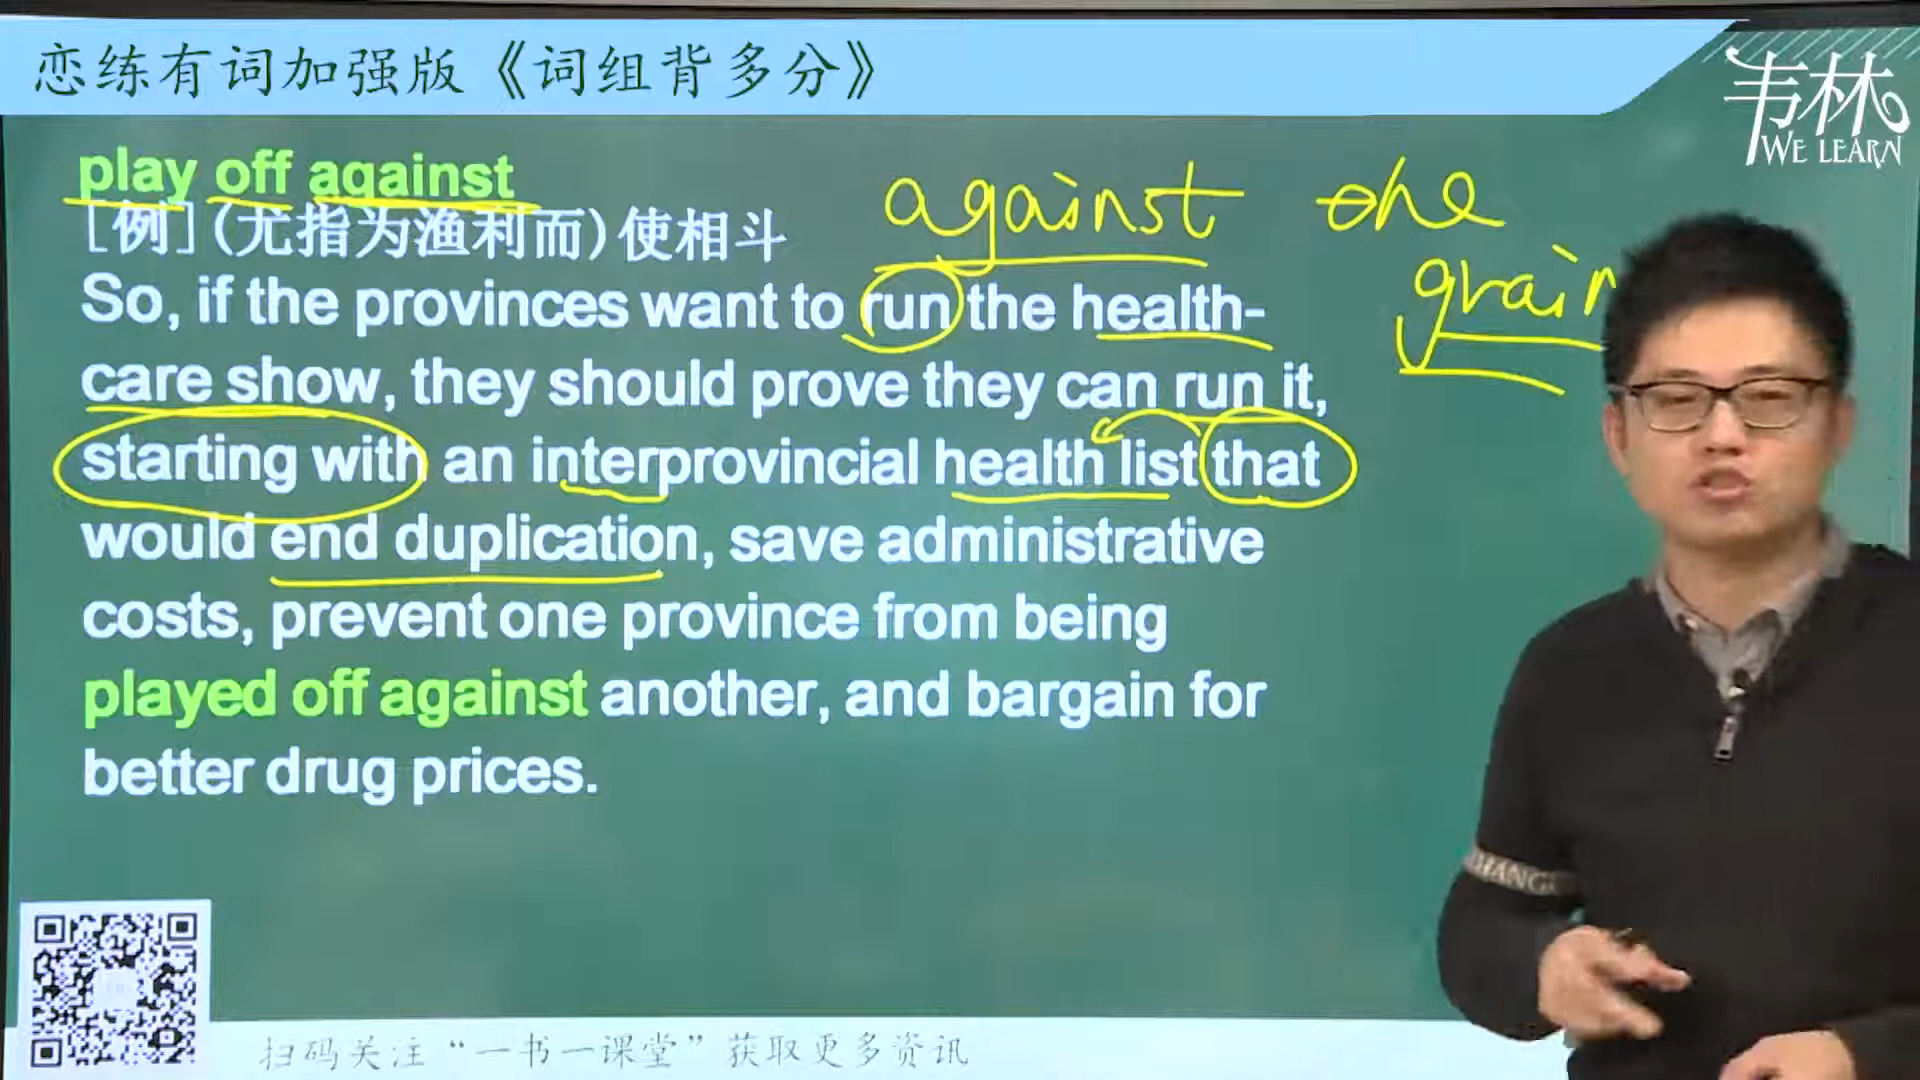 恋练有词加强版《词组背多分》
韦林
WE LEARN
play off against
[例](尤指为渔利而)使相斗
against the
grain
So, if the provinces want to run the health-
care show, they should prove they can run it,
starting with an interprovincial health list that
would end duplication, save administrative
costs, prevent one province from being
played off against another, and bargain for
better drug prices.
扫码关注“一书一课堂”获取更多资讯